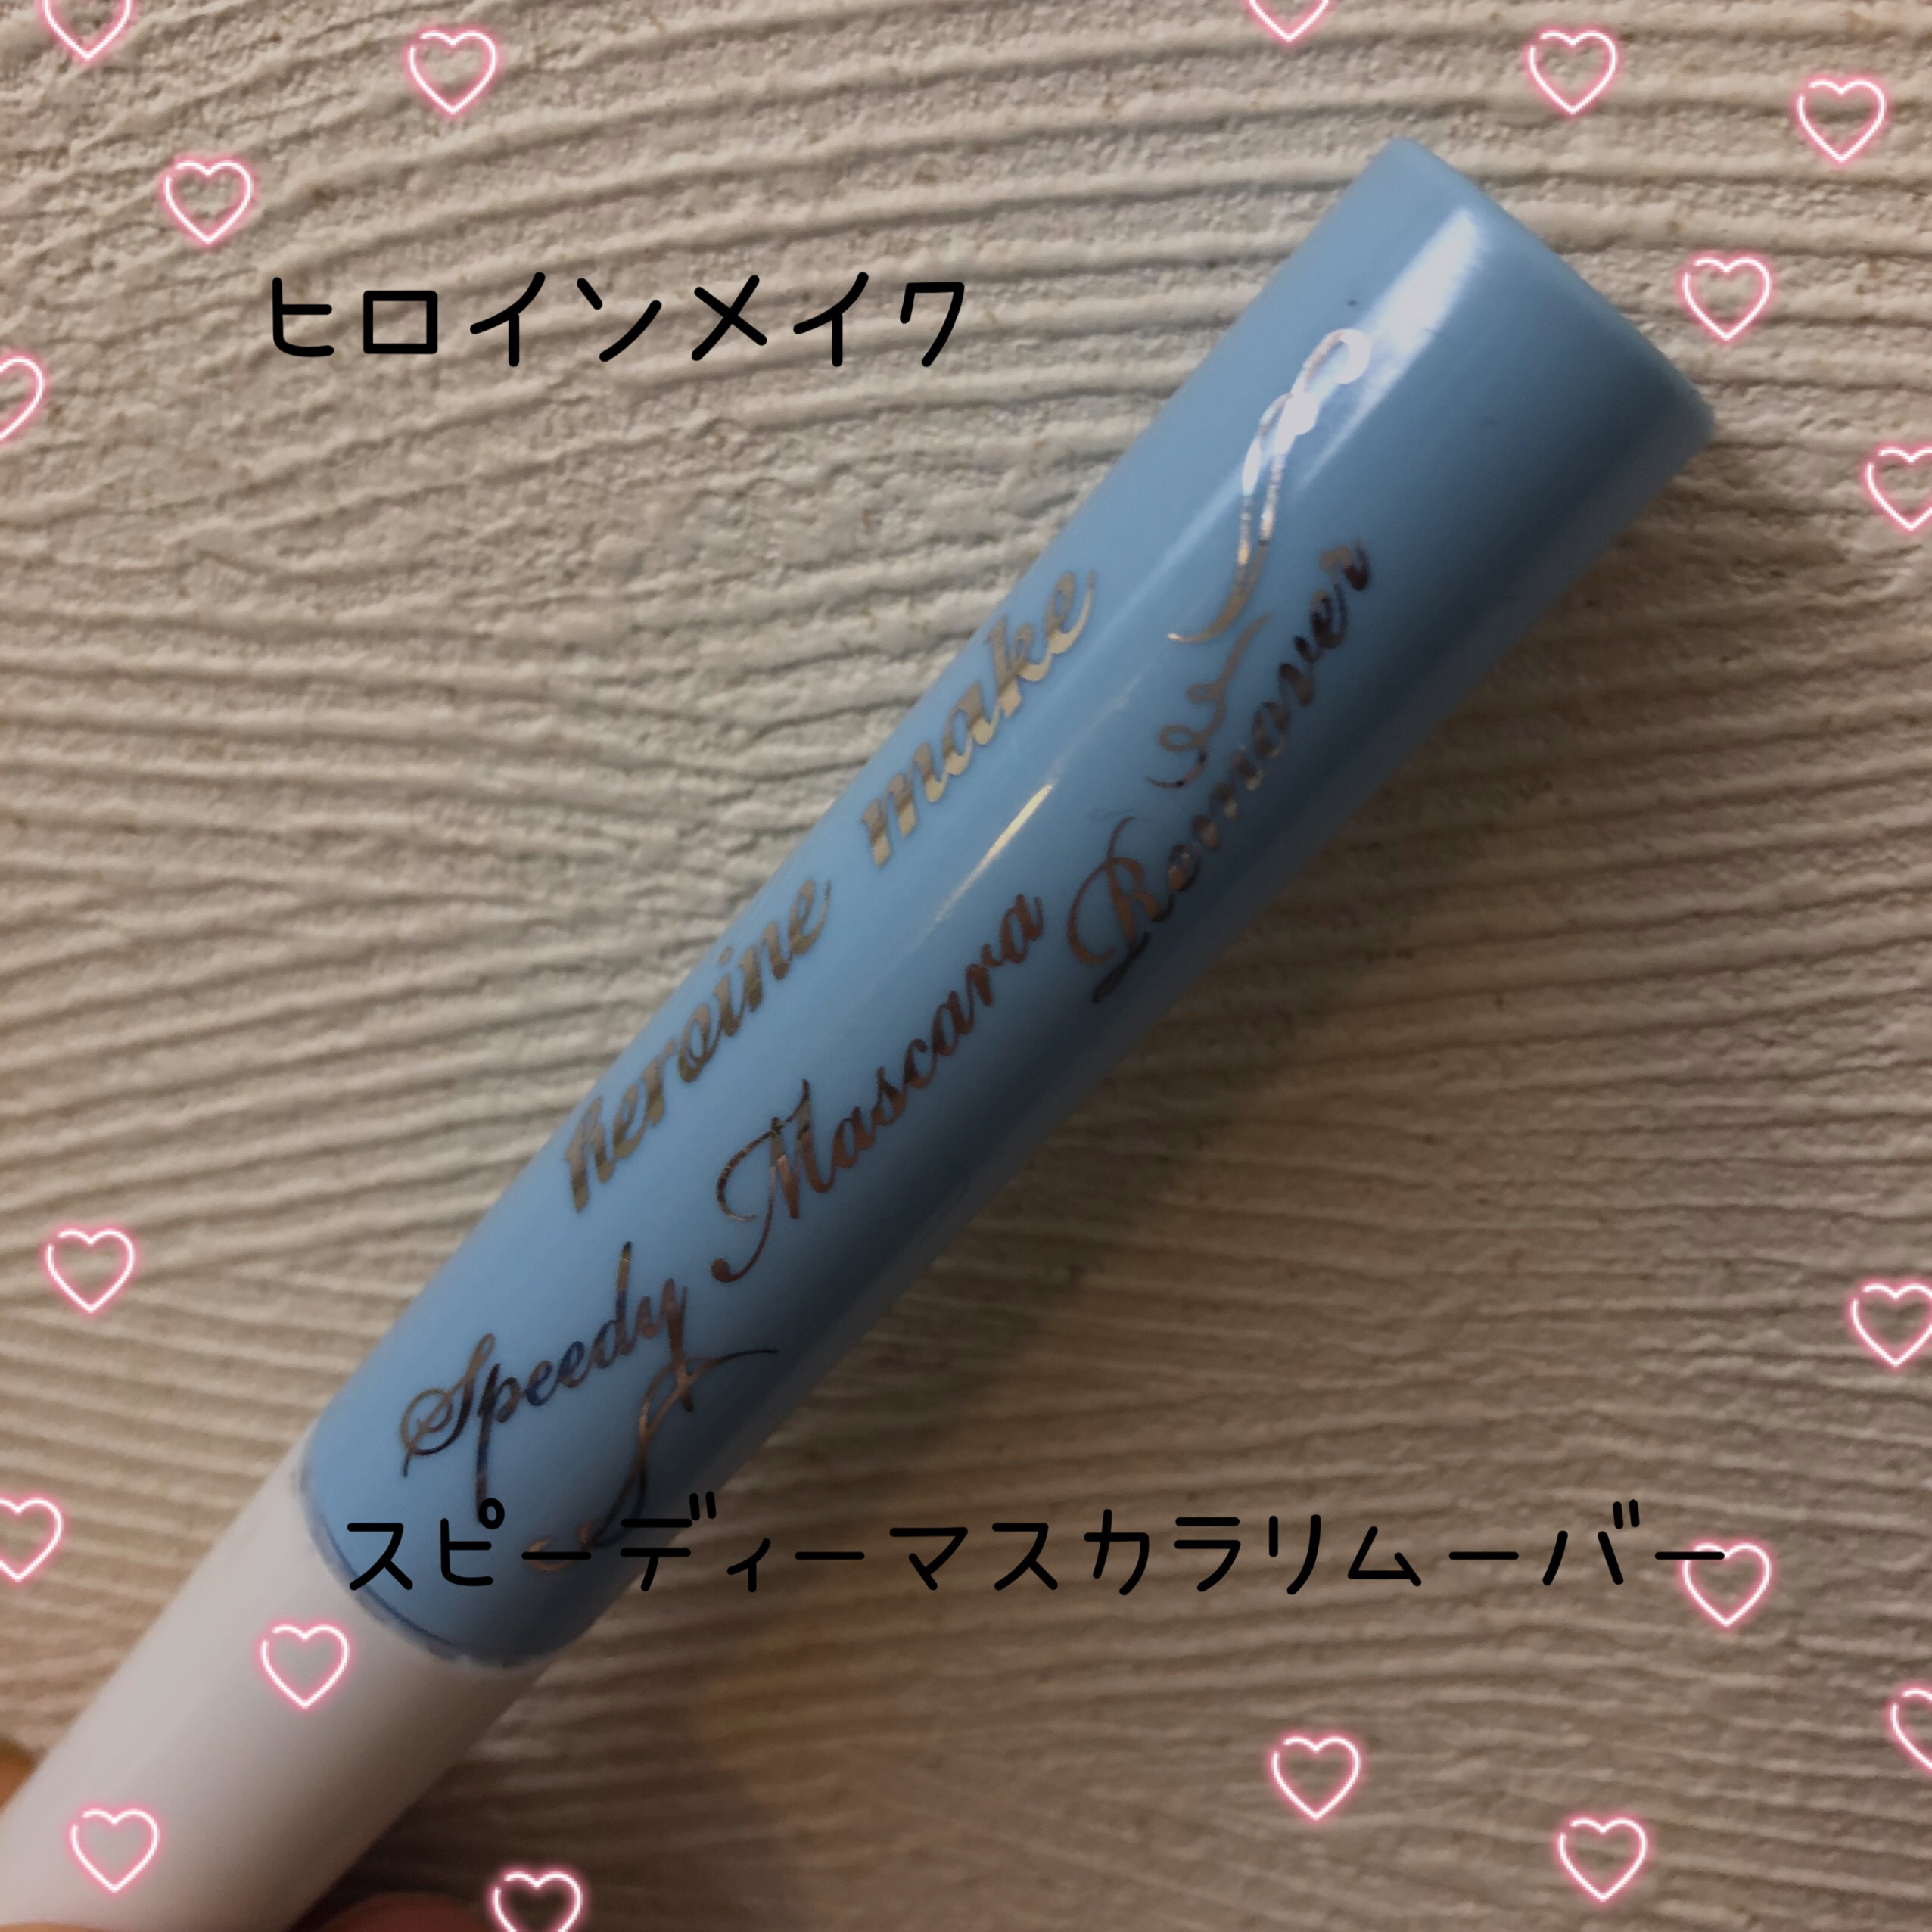 ヒロインメイク
heroine make
Speedy Mascara Remover
スピーディーマスカラリムーバー